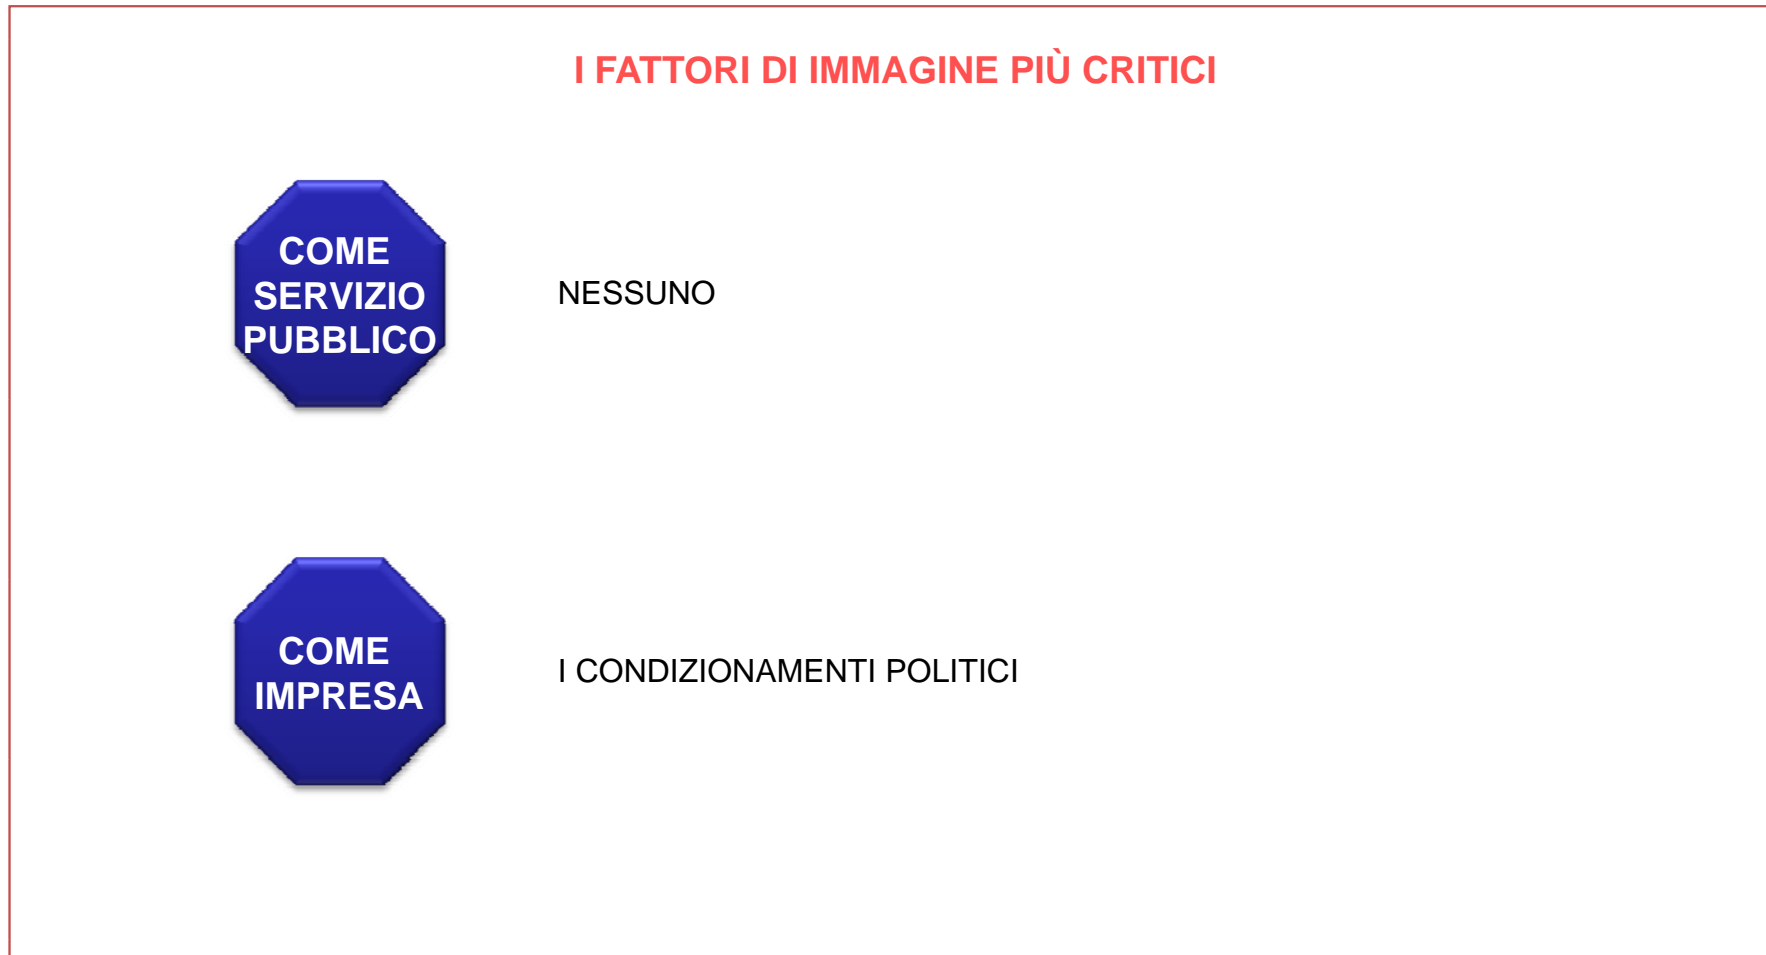 I FATTORI DI IMMAGINE PIÙ CRITICI
COME
SERVIZIO
PUBBLICO
NESSUNO
COME
IMPRESA
I CONDIZIONAMENTI POLITICI